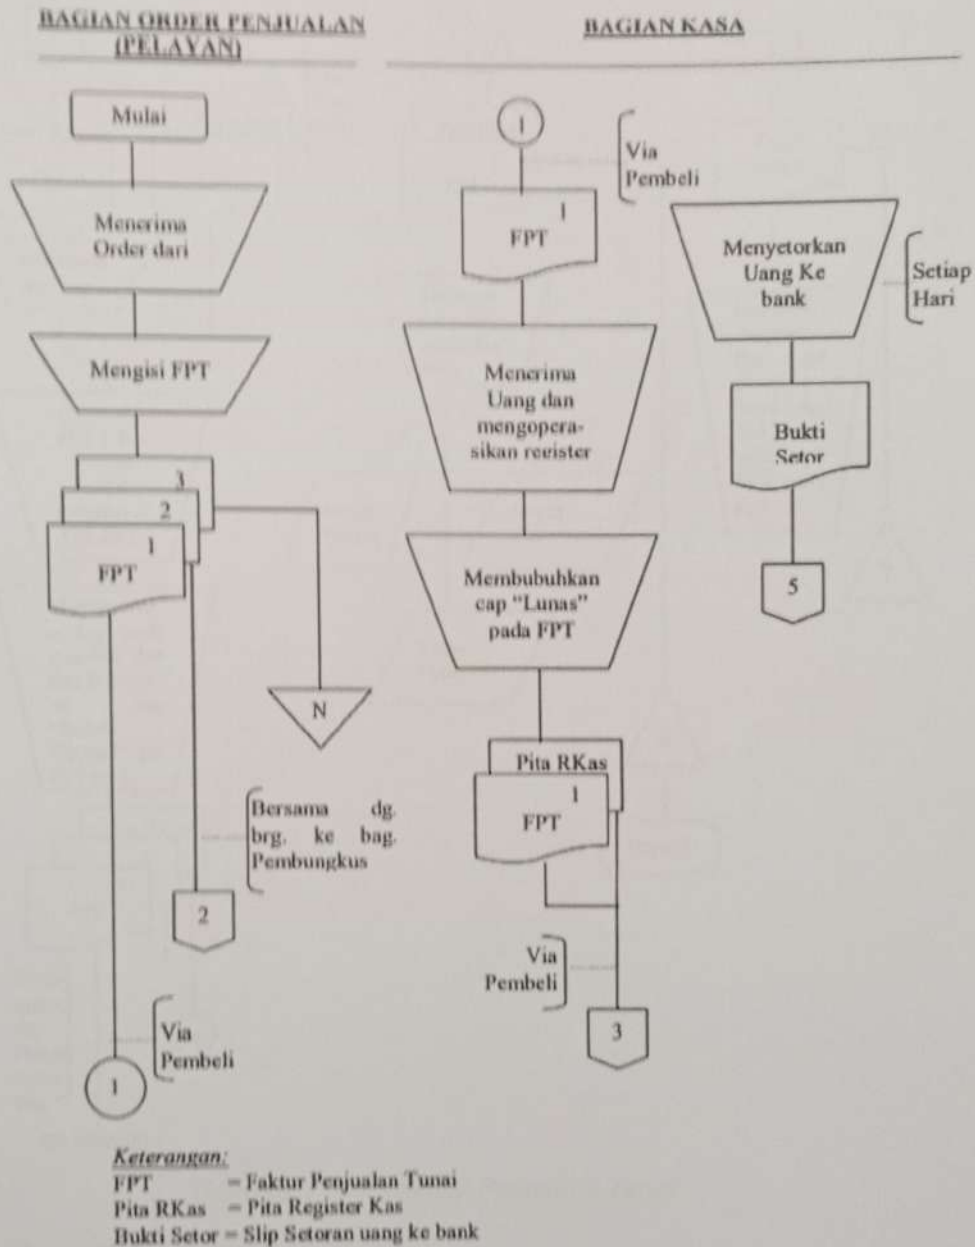 BAGIAN ORDER PENJUALAN
(PELAYAN)
Mulai
Menerima
Order dari
Mengisi FPT
3
2
1
FPT
N
Bersama dg.
brg. ke bag.
Pembungkus
2
Via
Pembeli
1
BAGIAN KASA
1
Via
Pembeli
1
FPT
Menerima
Uang dan
mengopera-
sikan register
Membubuhkan
cap “Lunas”
pada FPT
Pita RKas
1
FPT
Via
Pembeli
3
Menyetorkan
Uang Ke
bank
Setiap
Hari
Bukti
Setor
5
Keterangan:
FPT = Faktur Penjualan Tunai
Pita RKas = Pita Register Kas
Bukti Setor = Slip Setoran uang ke bank